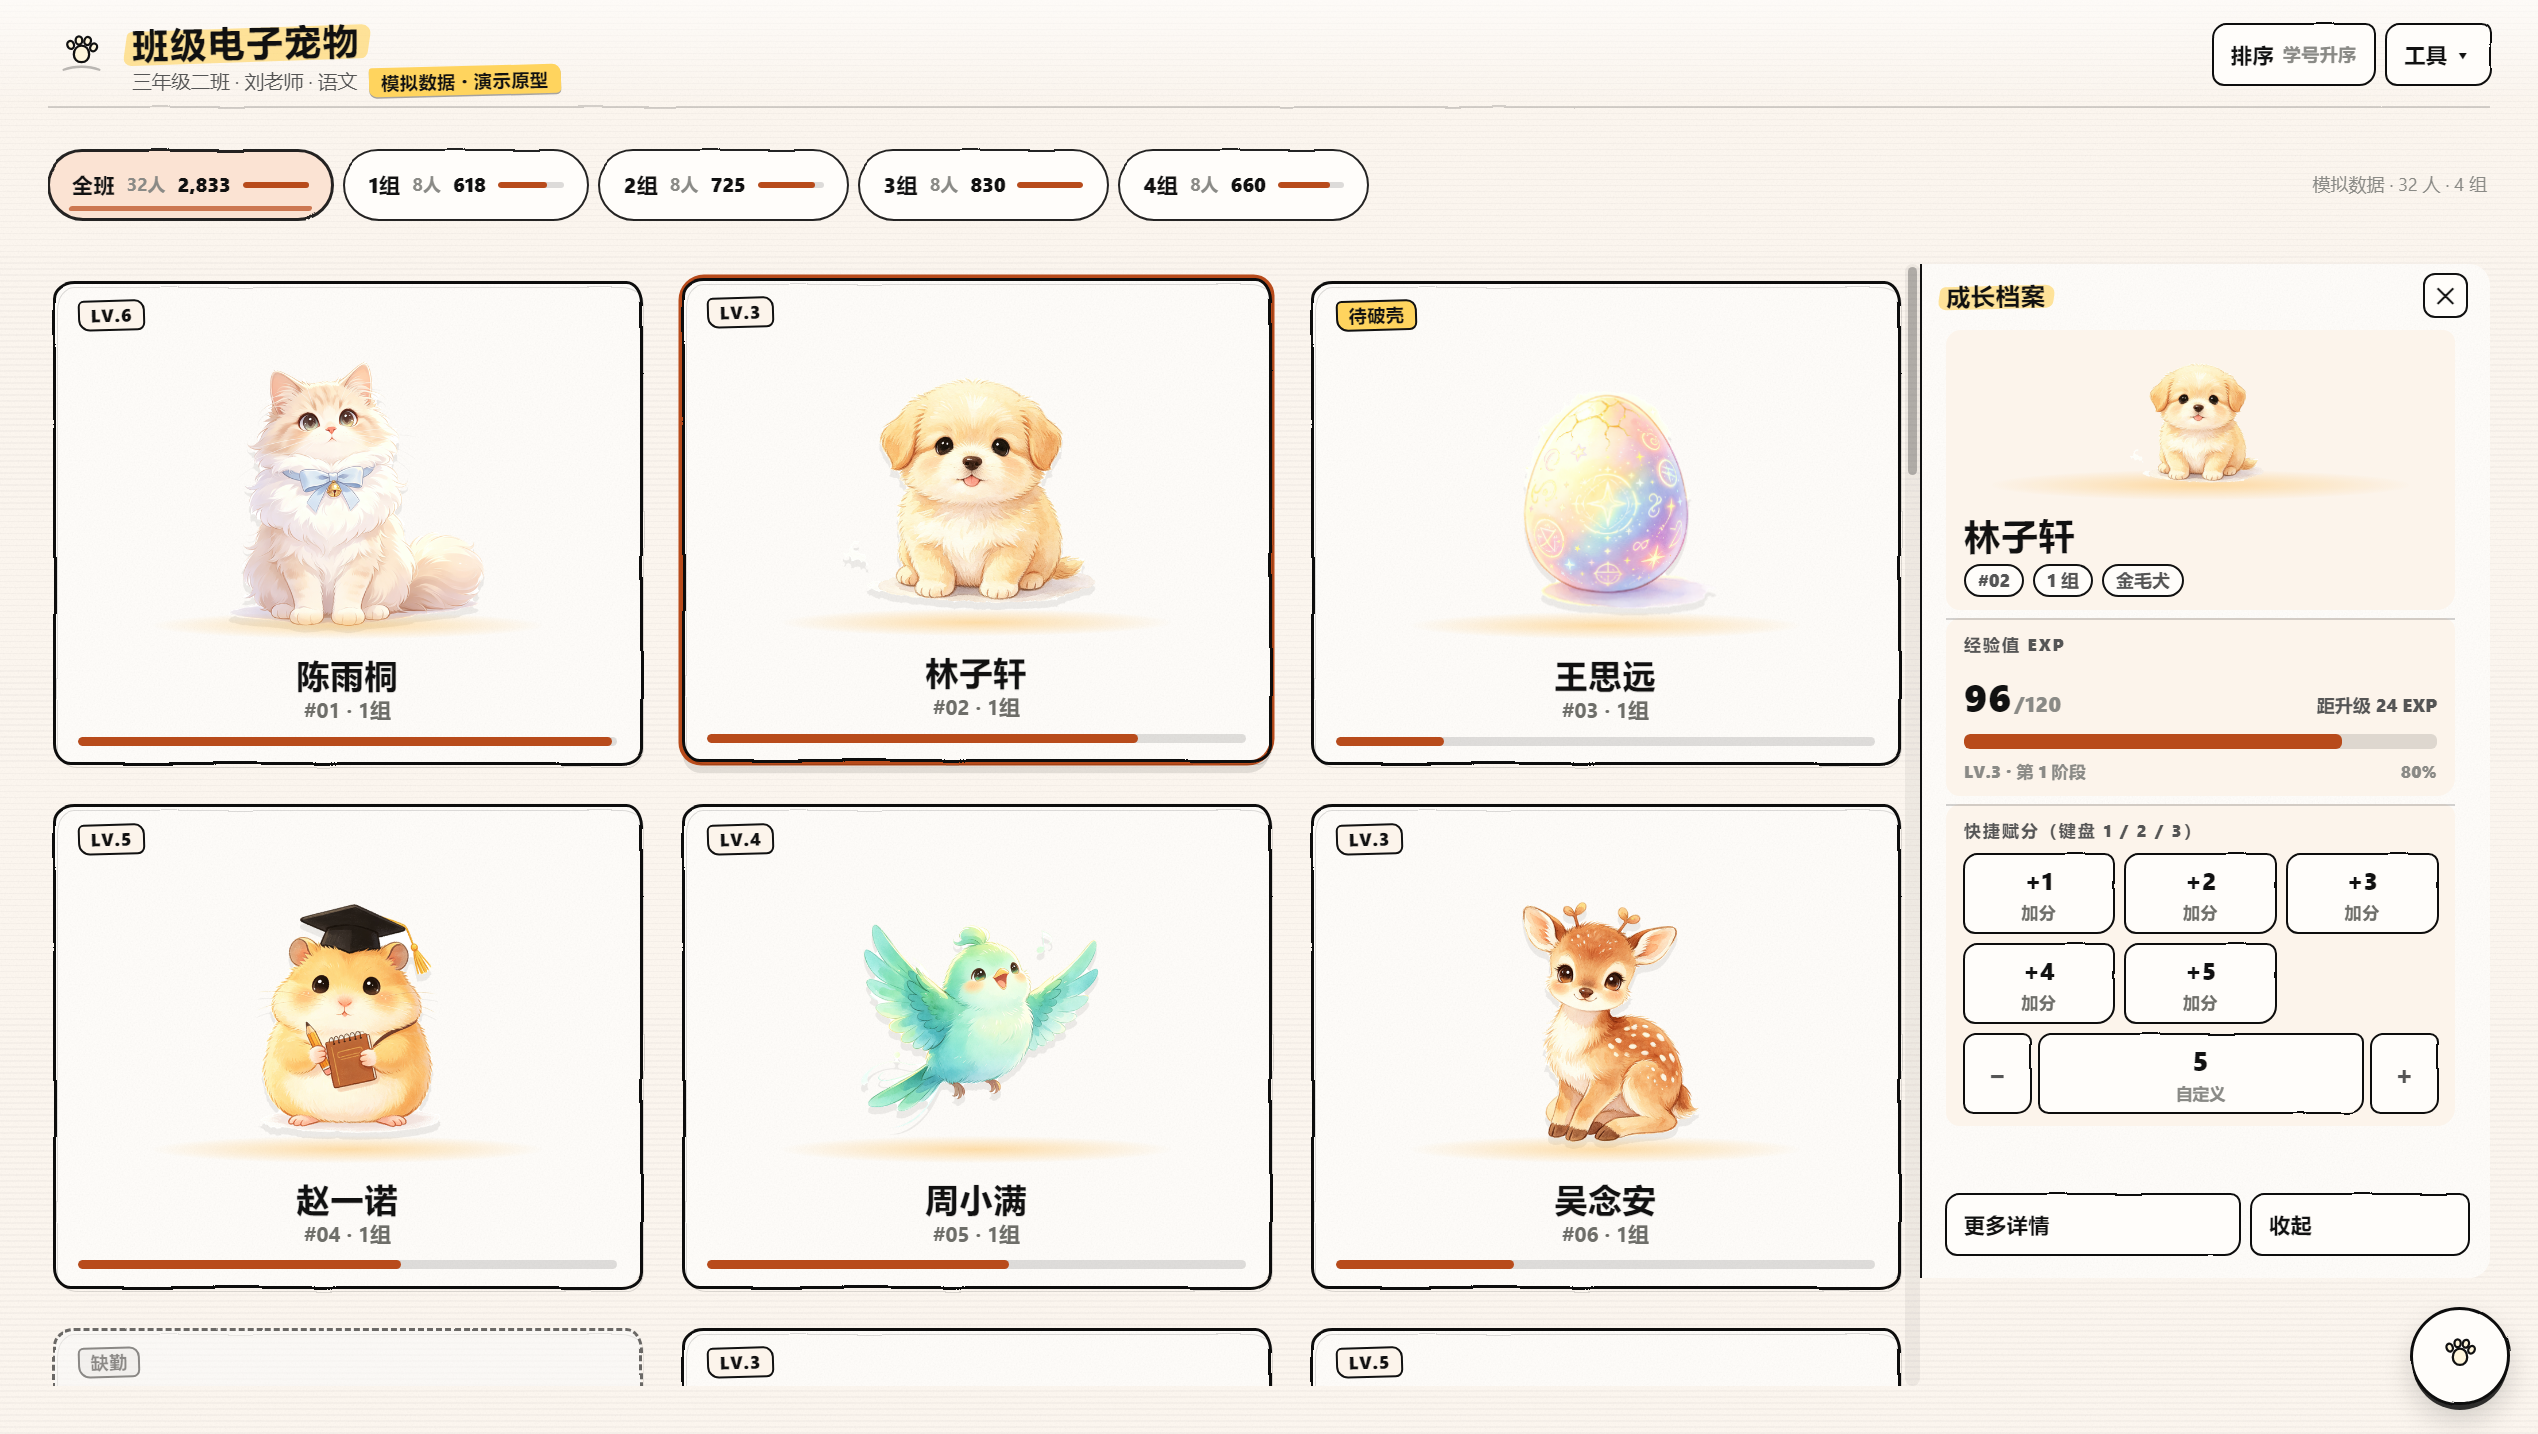 班级电子宠物
三年级二班 · 刘老师 · 语文 模拟数据 · 演示原型
排序 学号升序
工具 ▾
全班 32人 2,833
1组 8人 618
2组 8人 725
3组 8人 830
4组 8人 660
模拟数据 · 32 人 · 4 组
LV.6
陈雨桐
#01 · 1组
LV.3
林子轩
#02 · 1组
待破壳
王思远
#03 · 1组
LV.5
赵一诺
#04 · 1组
LV.4
周小满
#05 · 1组
LV.3
吴念安
#06 · 1组
缺勤
LV.3
LV.5
成长档案
林子轩
#02 1 组 金毛犬
经验值 EXP
96/120 距升级 24 EXP
LV.3 · 第 1 阶段 80%
快捷赋分（键盘 1 / 2 / 3）
+1
加分
+2
加分
+3
加分
+4
加分
+5
加分
−
5
自定义
+
更多详情
收起